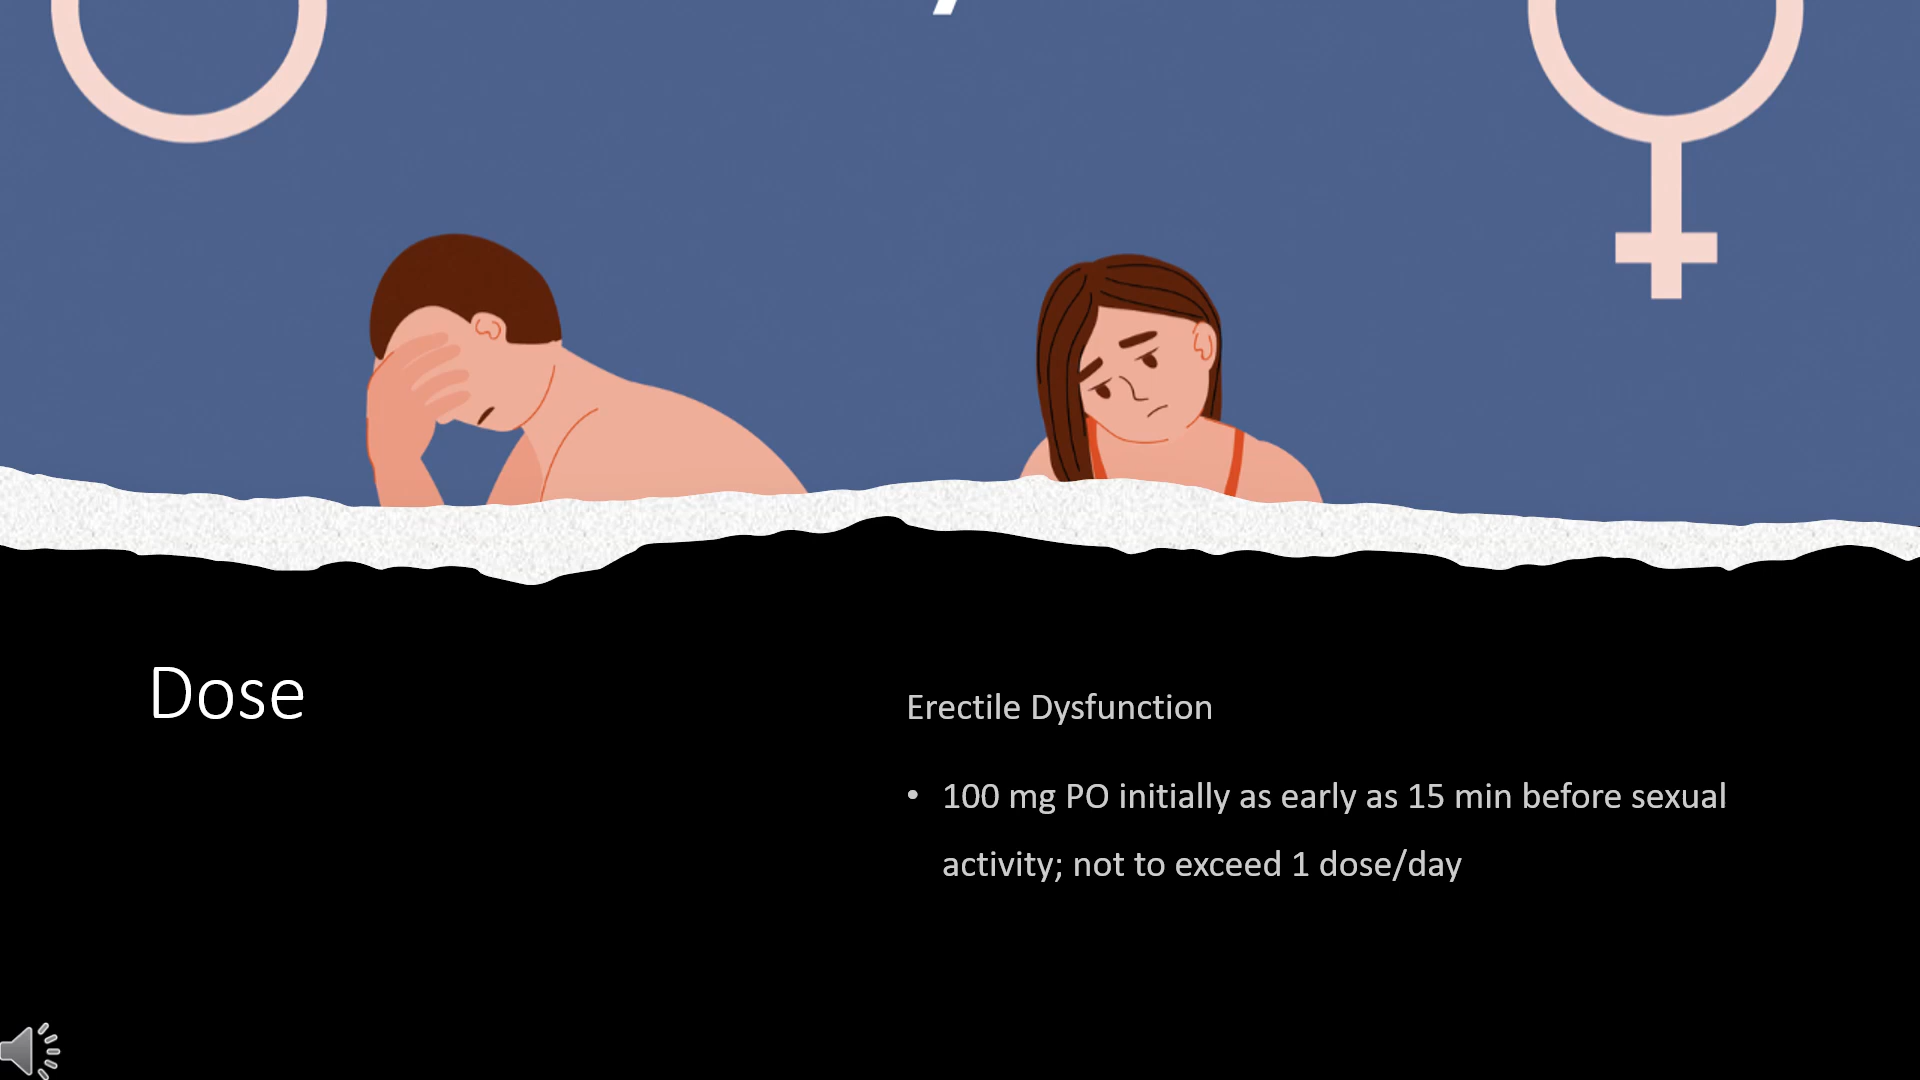 Dose
Erectile Dysfunction
• 100 mg PO initially as early as 15 min before sexual
activity; not to exceed 1 dose/day